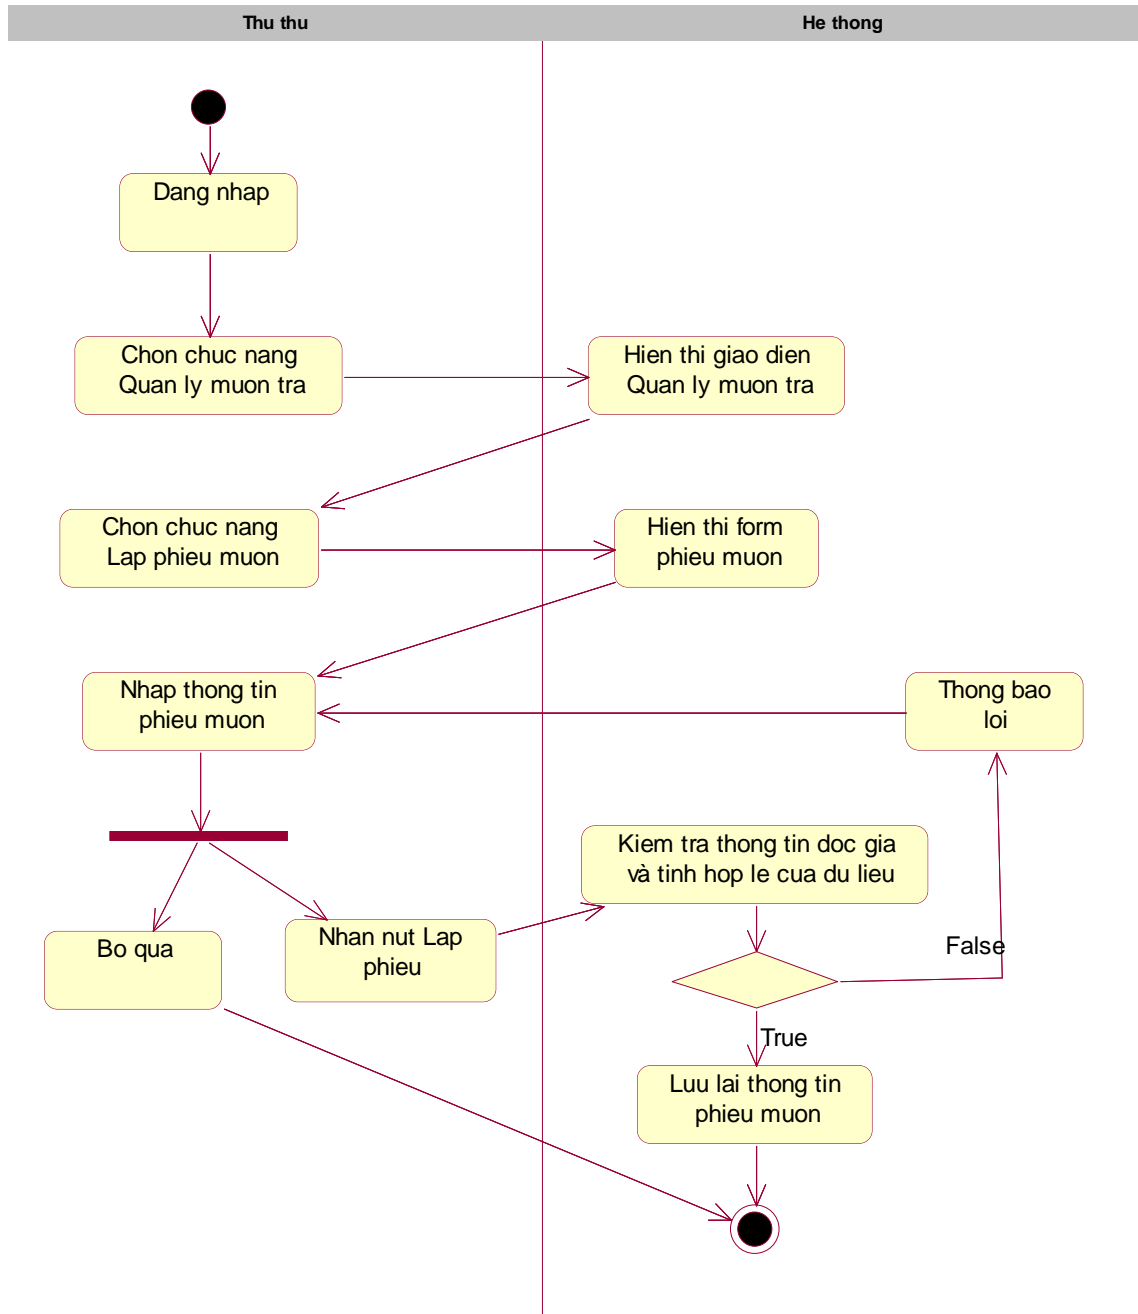 Thu thu
He thong
Dang nhap
Chon chuc nang
Quan ly muon tra
Hien thi giao dien
Quan ly muon tra
Chon chuc nang
Lap phieu muon
Hien thi form
phieu muon
Nhap thong tin
phieu muon
Thong bao
loi
Kiem tra thong tin doc gia
và tinh hop le cua du lieu
Bo qua
Nhan nut Lap
phieu
False
True
Luu lai thong tin
phieu muon